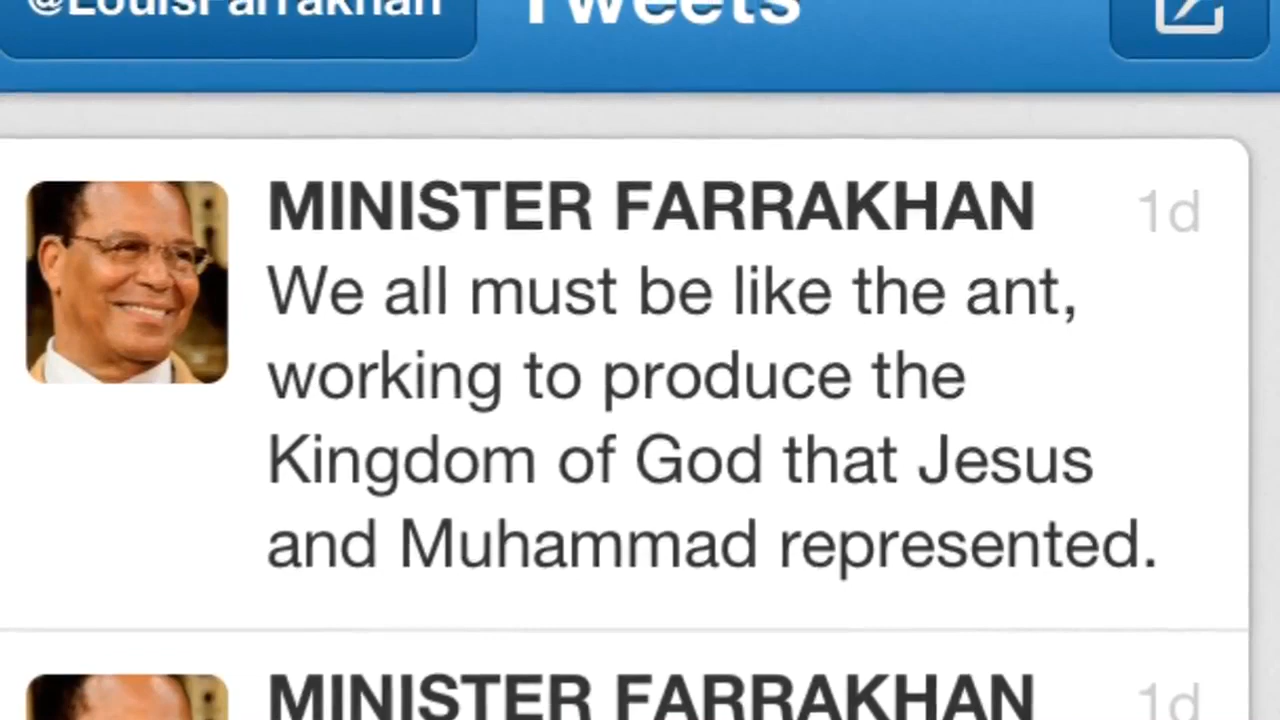 @LouisFarrakhan Tweets
MINISTER FARRAKHAN 1d
We all must be like the ant,
working to produce the
Kingdom of God that Jesus
and Muhammad represented.
MINISTER FARRAKHAN 1d